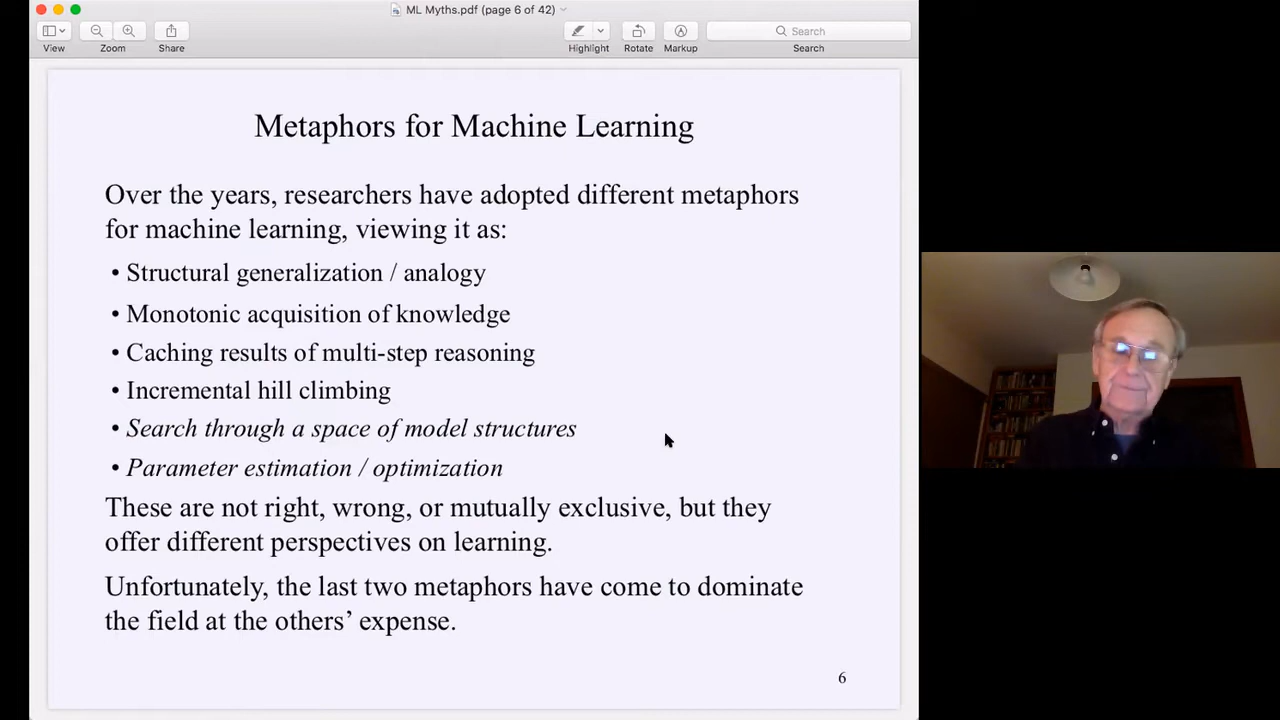 ML Myths.pdf (page 6 of 42)
View
Zoom
Share
Highlight
Rotate
Markup
Search
Search
Metaphors for Machine Learning
Over the years, researchers have adopted different metaphors
for machine learning, viewing it as:
• Structural generalization / analogy
• Monotonic acquisition of knowledge
• Caching results of multi-step reasoning
• Incremental hill climbing
• Search through a space of model structures
• Parameter estimation / optimization
These are not right, wrong, or mutually exclusive, but they
offer different perspectives on learning.
Unfortunately, the last two metaphors have come to dominate
the field at the others’ expense.
6